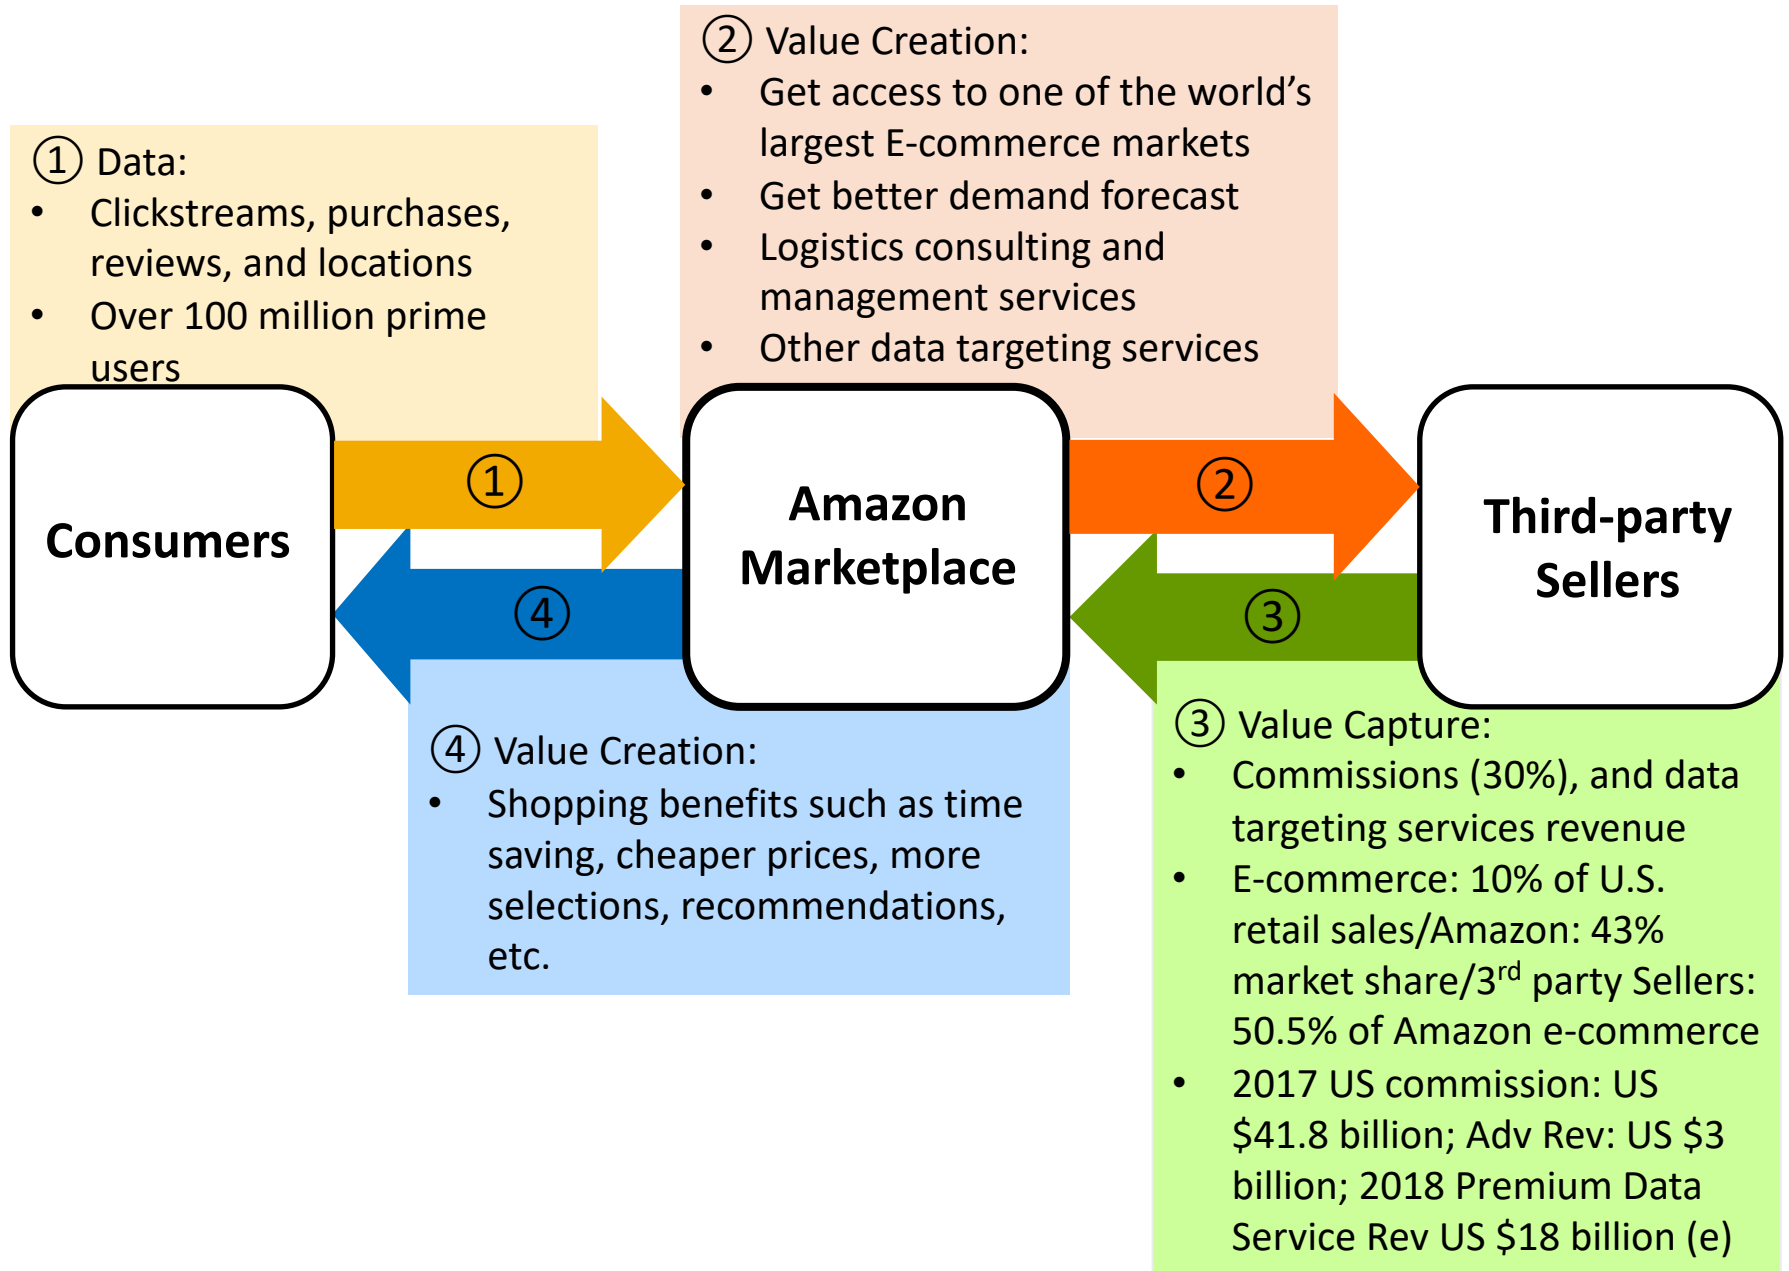 ② Value Creation:
• Get access to one of the world's
largest E-commerce markets
• Get better demand forecast
• Logistics consulting and
management services
• Other data targeting services
① Data:
• Clickstreams, purchases,
reviews, and locations
• Over 100 million prime
users
Consumers
①
④
Amazon
Marketplace
②
③
Third-party
Sellers
④ Value Creation:
• Shopping benefits such as time
saving, cheaper prices, more
selections, recommendations,
etc.
③ Value Capture:
• Commissions (30%), and data
targeting services revenue
• E-commerce: 10% of U.S.
retail sales/Amazon: 43%
market share/3rd party Sellers:
50.5% of Amazon e-commerce
• 2017 US commission: US
$41.8 billion; Adv Rev: US $3
billion; 2018 Premium Data
Service Rev US $18 billion (e)